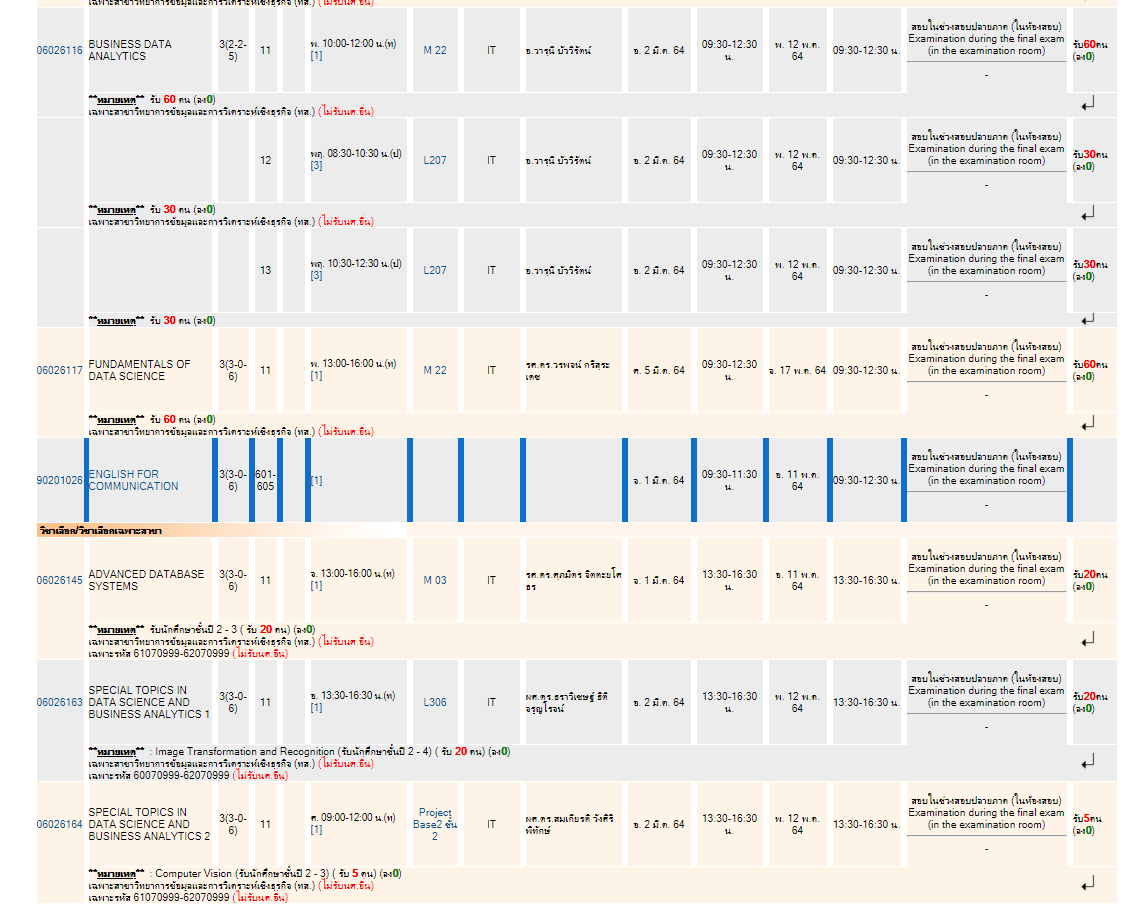 เฉพาะสาขาวิทยาการข้อมูลและการวิเคราะห์เชิงธุรกิจ (ทส.) (ไม่รับนศ.อื่น)
06026116 BUSINESS DATA ANALYTICS 3(2-2-5) 11 พ. 10:00-12:00 น.(ท) [1] M 22 IT อ.วารุนี บัววิรัตน์ อ. 2 มี.ค. 64 09:30-12:30 น. พ. 12 พ.ค. 64 09:30-12:30 น. สอบในช่วงสอบปลายภาค (ในห้องสอบ) Examination during the final exam (in the examination room) - รับ60คน (ลง0)
**หมายเหตุ** รับ 60 คน (ลง0)
เฉพาะสาขาวิทยาการข้อมูลและการวิเคราะห์เชิงธุรกิจ (ทส.) (ไม่รับนศ.อื่น)
12 พฤ. 08:30-10:30 น.(ป) [3] L207 IT อ.วารุนี บัววิรัตน์ อ. 2 มี.ค. 64 09:30-12:30 น. พ. 12 พ.ค. 64 09:30-12:30 น. สอบในช่วงสอบปลายภาค (ในห้องสอบ) Examination during the final exam (in the examination room) - รับ30คน (ลง0)
**หมายเหตุ** รับ 30 คน (ลง0)
เฉพาะสาขาวิทยาการข้อมูลและการวิเคราะห์เชิงธุรกิจ (ทส.) (ไม่รับนศ.อื่น)
13 พฤ. 10:30-12:30 น.(ป) [3] L207 IT อ.วารุนี บัววิรัตน์ อ. 2 มี.ค. 64 09:30-12:30 น. พ. 12 พ.ค. 64 09:30-12:30 น. สอบในช่วงสอบปลายภาค (ในห้องสอบ) Examination during the final exam (in the examination room) - รับ30คน (ลง0)
**หมายเหตุ** รับ 30 คน (ลง0)
06026117 FUNDAMENTALS OF DATA SCIENCE 3(3-0-6) 11 พ. 13:00-16:00 น.(ท) [1] M 22 IT รศ.ดร.วรพจน์ กรีสุระเดช ศ. 5 มี.ค. 64 09:30-12:30 น. จ. 17 พ.ค. 64 09:30-12:30 น. สอบในช่วงสอบปลายภาค (ในห้องสอบ) Examination during the final exam (in the examination room) - รับ60คน (ลง0)
**หมายเหตุ** รับ 60 คน (ลง0)
เฉพาะสาขาวิทยาการข้อมูลและการวิเคราะห์เชิงธุรกิจ (ทส.) (ไม่รับนศ.อื่น)
90201026 ENGLISH FOR COMMUNICATION 3(3-0-6) 601-605 [1] จ. 1 มี.ค. 64 09:30-11:30 น. อ. 11 พ.ค. 64 09:30-12:30 น. สอบในช่วงสอบปลายภาค (ในห้องสอบ) Examination during the final exam (in the examination room) -
วิชาเลือก/วิชาเลือกเฉพาะสาขา
06026145 ADVANCED DATABASE SYSTEMS 3(3-0-6) 11 จ. 13:00-16:00 น.(ท) [1] M 03 IT รศ.ดร.ศุภมิตร จิตตะยโศธร จ. 1 มี.ค. 64 13:30-16:30 น. อ. 11 พ.ค. 64 13:30-16:30 น. สอบในช่วงสอบปลายภาค (ในห้องสอบ) Examination during the final exam (in the examination room) - รับ20คน (ลง0)
**หมายเหตุ** รับนักศึกษาชั้นปี 2 - 3 ( รับ 20 คน) (ลง0)
เฉพาะสาขาวิทยาการข้อมูลและการวิเคราะห์เชิงธุรกิจ (ทส.) (ไม่รับนศ.อื่น)
เฉพาะรหัส 61070999-62070999 (ไม่รับนศ.อื่น)
06026163 SPECIAL TOPICS IN DATA SCIENCE AND BUSINESS ANALYTICS 1 3(3-0-6) 11 อ. 13:30-16:30 น.(ท) [1] L306 IT ผศ.ดร.ธราวิเชษฐ์ ธิติจรูญโรจน์ อ. 2 มี.ค. 64 13:30-16:30 น. พ. 12 พ.ค. 64 13:30-16:30 น. สอบในช่วงสอบปลายภาค (ในห้องสอบ) Examination during the final exam (in the examination room) - รับ20คน (ลง0)
**หมายเหตุ** : Image Transformation and Recognition (รับนักศึกษาชั้นปี 2 - 4) ( รับ 20 คน) (ลง0)
เฉพาะสาขาวิทยาการข้อมูลและการวิเคราะห์เชิงธุรกิจ (ทส.) (ไม่รับนศ.อื่น)
เฉพาะรหัส 60070999-62070999 (ไม่รับนศ.อื่น)
06026164 SPECIAL TOPICS IN DATA SCIENCE AND BUSINESS ANALYTICS 2 3(3-0-6) 11 ศ. 09:00-12:00 น.(ท) [1] Project Base2 ชั้น 2 IT ผศ.ดร.สมเกียรติ วังศิริพิทักษ์ อ. 2 มี.ค. 64 13:30-16:30 น. พ. 12 พ.ค. 64 13:30-16:30 น. สอบในช่วงสอบปลายภาค (ในห้องสอบ) Examination during the final exam (in the examination room) - รับ5คน (ลง0)
**หมายเหตุ** : Computer Vision (รับนักศึกษาชั้นปี 2 - 3) ( รับ 5 คน) (ลง0)
เฉพาะสาขาวิทยาการข้อมูลและการวิเคราะห์เชิงธุรกิจ (ทส.) (ไม่รับนศ.อื่น)
เฉพาะรหัส 61070999-62070999 (ไม่รับนศ.อื่น)